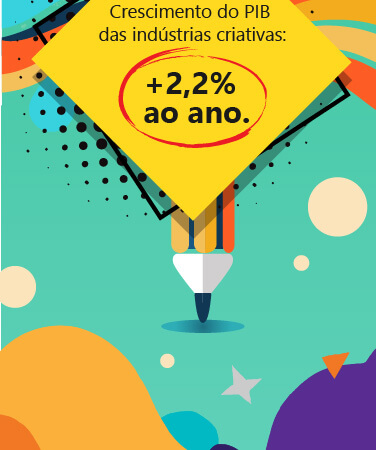 Crescimento do PIB
das indústrias criativas:
+2,2%
ao ano.